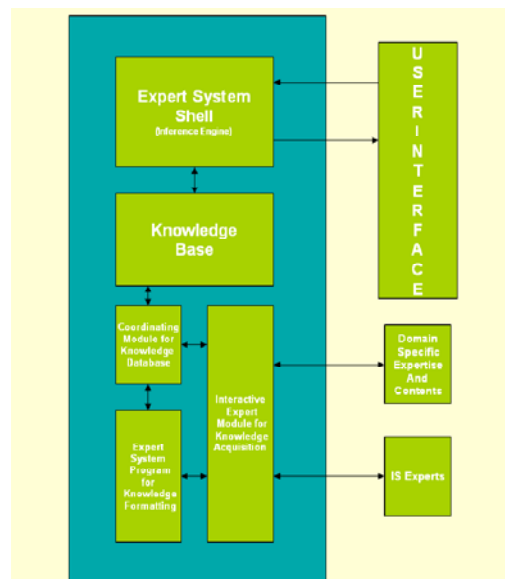 Expert System
Shell
(Inference Engine)
USERINTERFACE
Knowledge
Base
Coordinating
Module for
Knowledge
Database
Interactive
Expert
Module for
Knowledge
Acquisition
Expert
System
Program
for
Knowledge
Formatting
Domain
Specific
Expertise
And
Contents
IS Experts